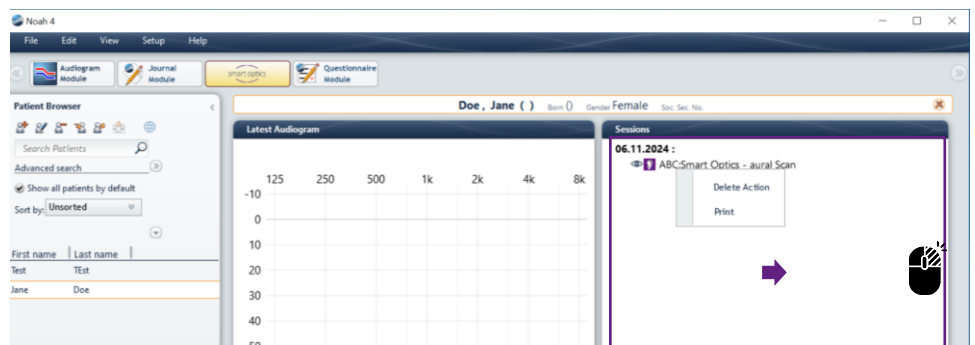 Noah 4
File Edit View Setup Help
Audiogram Module
Journal Module
smart optics
Questionnaire Module
Patient Browser
Search Patients
Advanced search
Show all patients by default
Sort by: Unsorted
First name Last name
Test TEst
Jane Doe
Doe , Jane ( ) Born () Gender Female Soc. Sec. No.
Latest Audiogram
125 250 500 1k 2k 4k 8k
-10
0
10
20
30
40
50
Sessions
06.11.2024 :
ABC:Smart Optics - aural Scan
Delete Action
Print